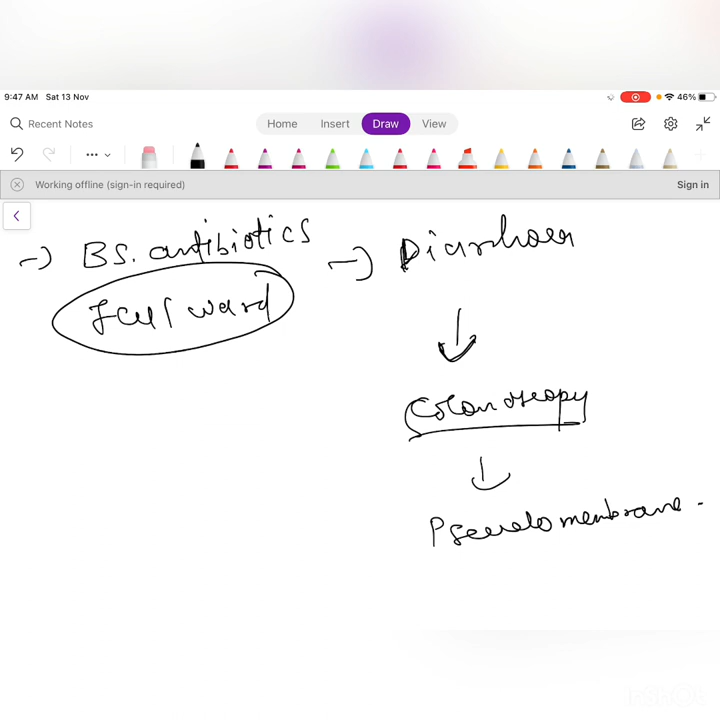 9:47 AM Sat 13 Nov
46%
Recent Notes
Home Insert Draw View
Working offline (sign-in required)
Sign in
-) BS. antibiotics -) Diarrhoea
ICU / ward
Colonoscopy
Pseudomembrane -